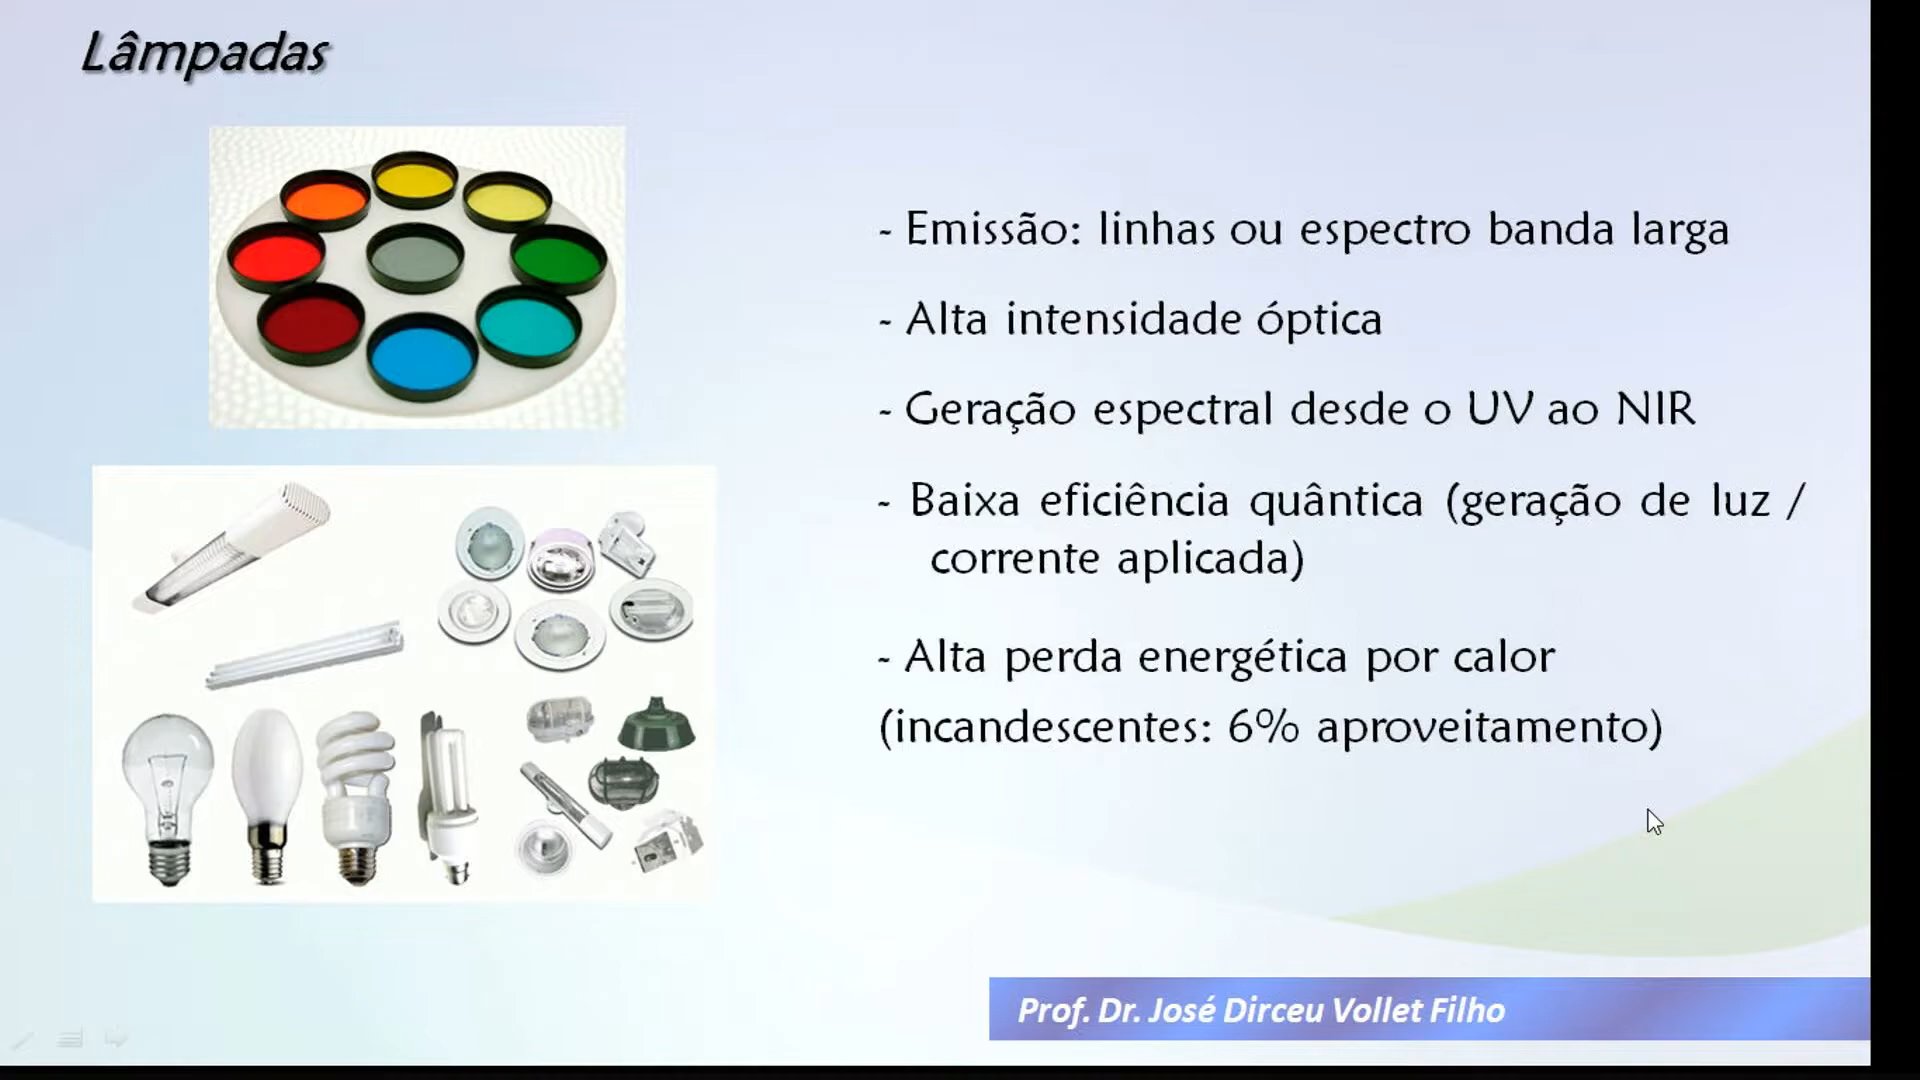 Lâmpadas
- Emissão: linhas ou espectro banda larga
- Alta intensidade óptica
- Geração espectral desde o UV ao NIR
- Baixa eficiência quântica (geração de luz /
corrente aplicada)
- Alta perda energética por calor
(incandescentes: 6% aproveitamento)
Prof. Dr. José Dirceu Vollet Filho